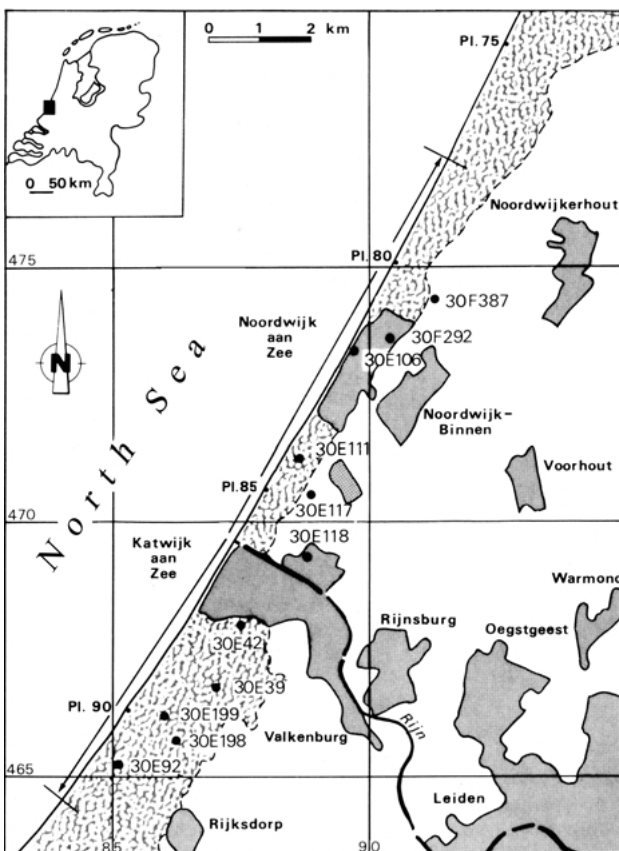 0 1 2 km
Pl. 75
0 50 km
Noordwijkerhout
Pl. 80
475
30F387
Noordwijk
aan
Zee
30F292
30E106
N
Noordwijk-
Binnen
North Sea
30E111
Voorhout
Pl. 85
30E117
470
Katwijk
aan
Zee
30E118
Warmond
Rijnsburg
Oegstgeest
30E42
30E39
Pl. 90
30E199
Rijn
30E198
Valkenburg
30E92
465
Leiden
Rijksdorp
85
90